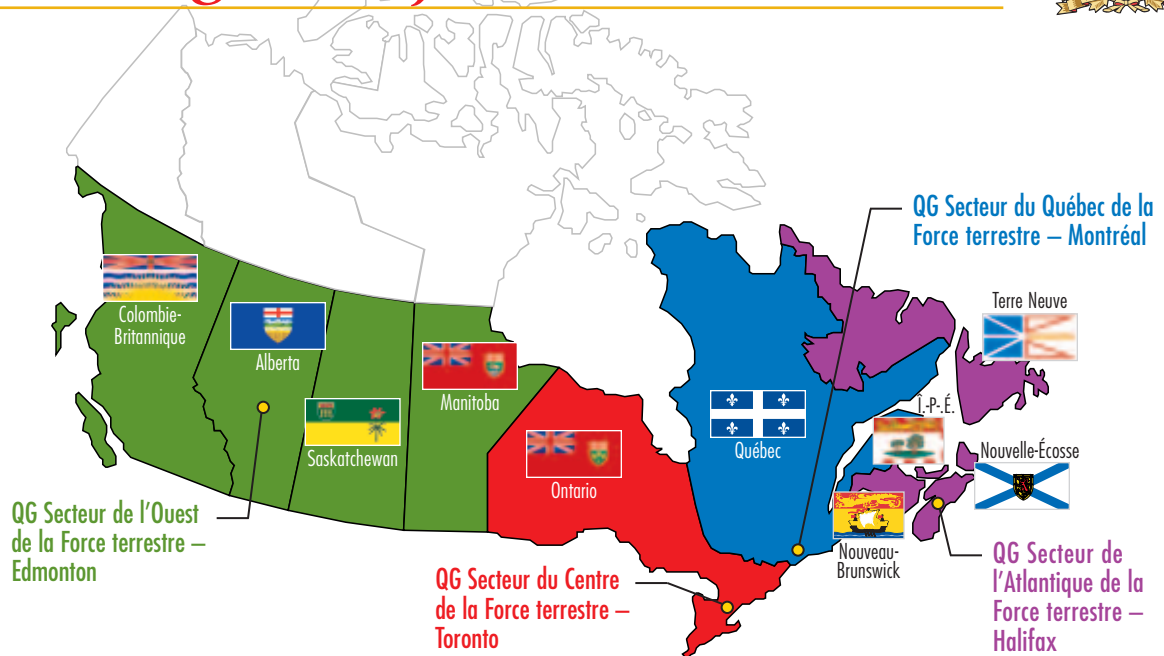 QG Secteur du Québec de la
Force terrestre – Montréal
Colombie-
Britannique
Alberta
Saskatchewan
Manitoba
Ontario
Québec
Terre Neuve
Î.-P.-É.
Nouvelle-Écosse
Nouveau-
Brunswick
QG Secteur de l'Ouest
de la Force terrestre –
Edmonton
QG Secteur du Centre
de la Force terrestre –
Toronto
QG Secteur de
l'Atlantique de la
Force terrestre –
Halifax